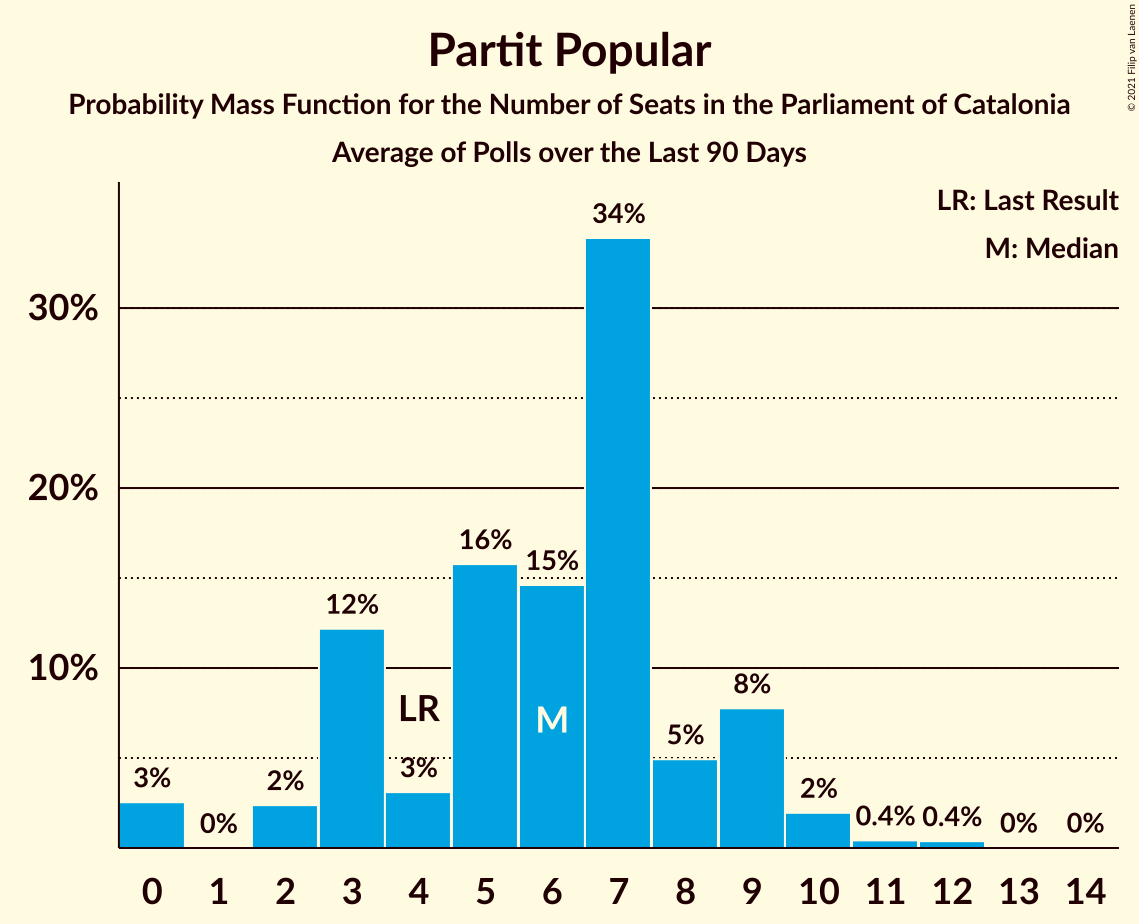 Partit Popular
Probability Mass Function for the Number of Seats in the Parliament of Catalonia
Average of Polls over the Last 90 Days
© 2021 Filip van Laenen
LR: Last Result
M: Median
34%
30%
20%
16%
15%
12%
10%
8%
LR
M
5%
3%
3%
2%
2%
0%
0.4%
0.4%
0%
0%
0 1 2 3 4 5 6 7 8 9 10 11 12 13 14